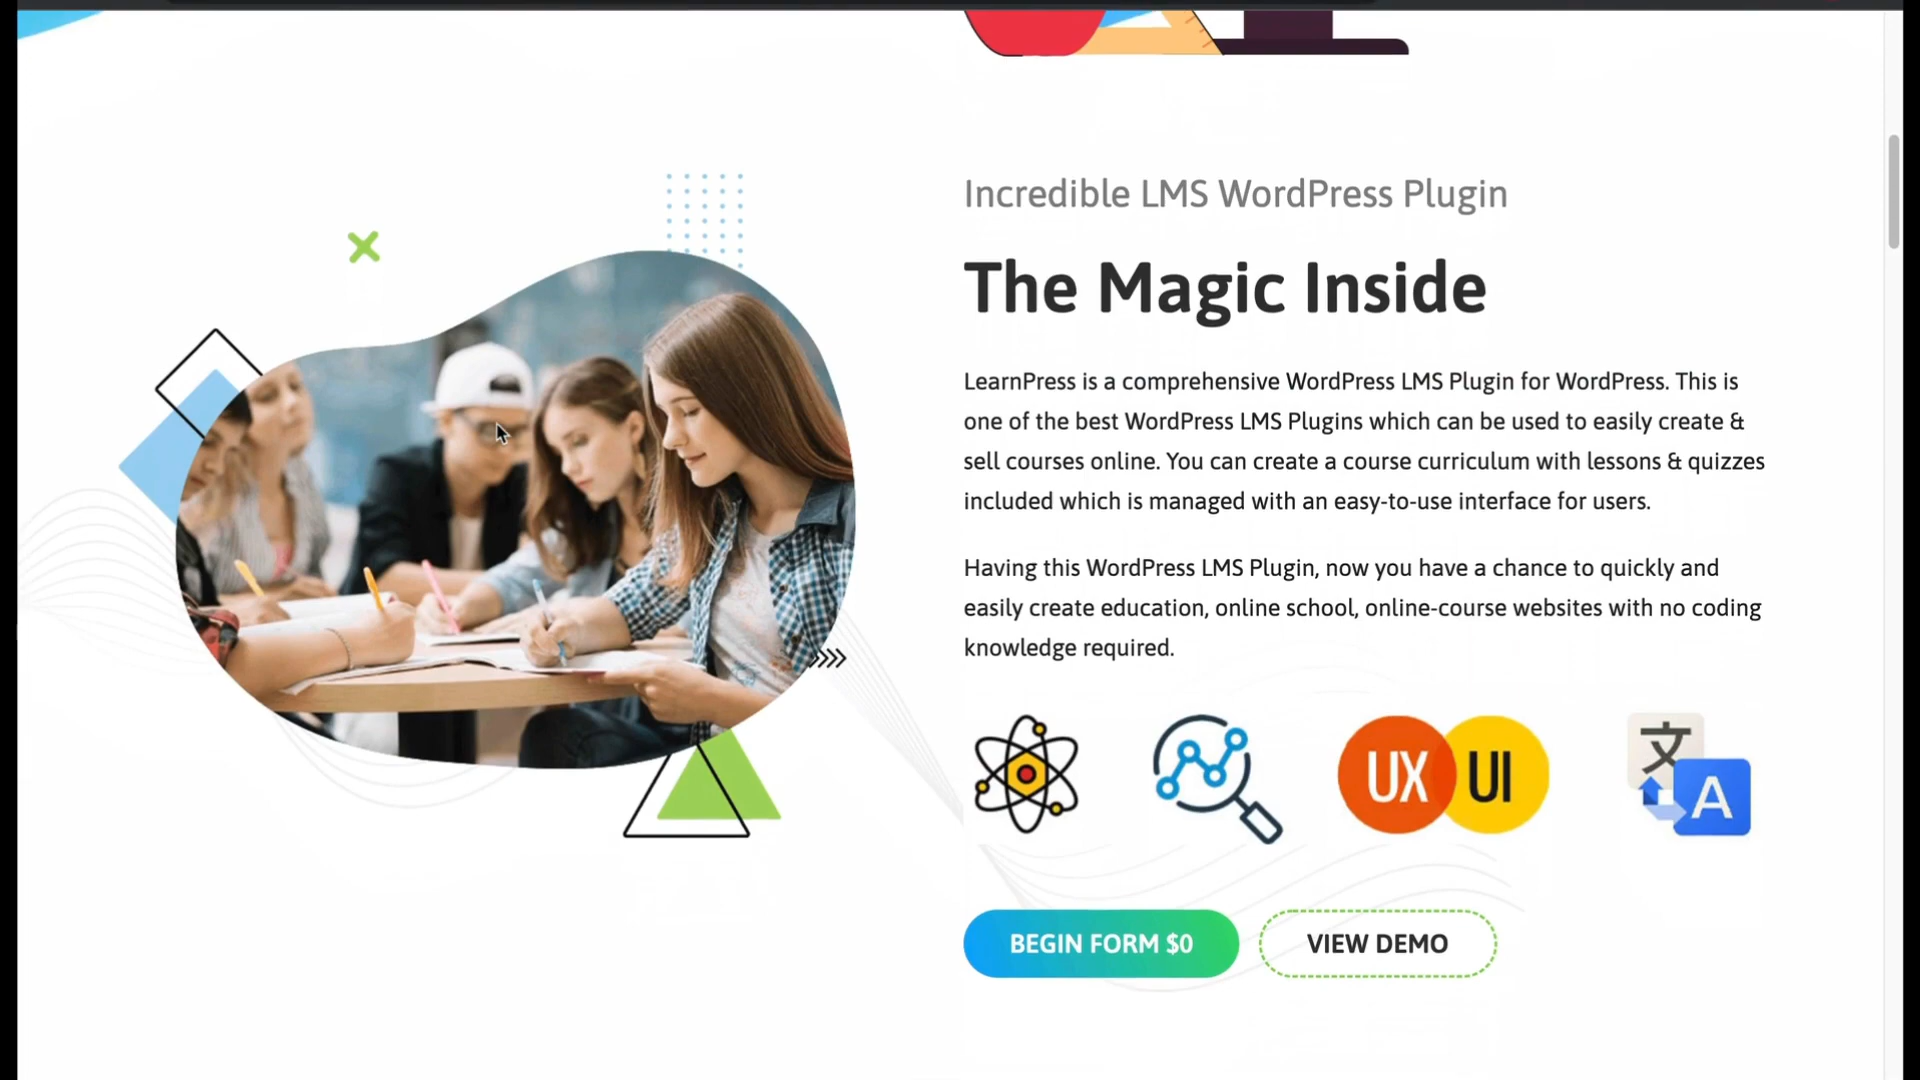 Incredible LMS WordPress Plugin
The Magic Inside
LearnPress is a comprehensive WordPress LMS Plugin for WordPress. This is
one of the best WordPress LMS Plugins which can be used to easily create &
sell courses online. You can create a course curriculum with lessons & quizzes
included which is managed with an easy-to-use interface for users.
Having this WordPress LMS Plugin, now you have a chance to quickly and
easily create education, online school, online-course websites with no coding
knowledge required.
UX UI
文 A
BEGIN FORM $0
VIEW DEMO